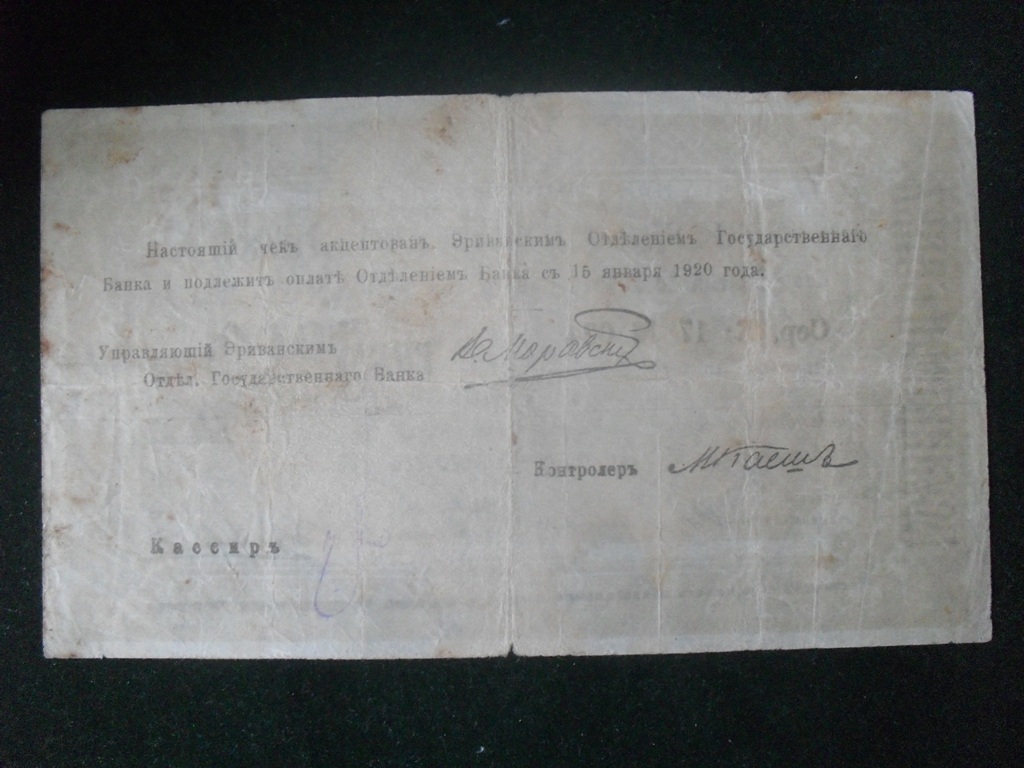 Настоящій чекъ акцептованъ Эриванскимъ Отдѣленіемъ Государственнаго
Банка и подлежитъ оплатѣ Отдѣленіемъ Банка съ 15 января 1920 года.
Управляющій Эриванскимъ
Отдѣл. Государственнаго Банка
Контролеръ
Кассиръ